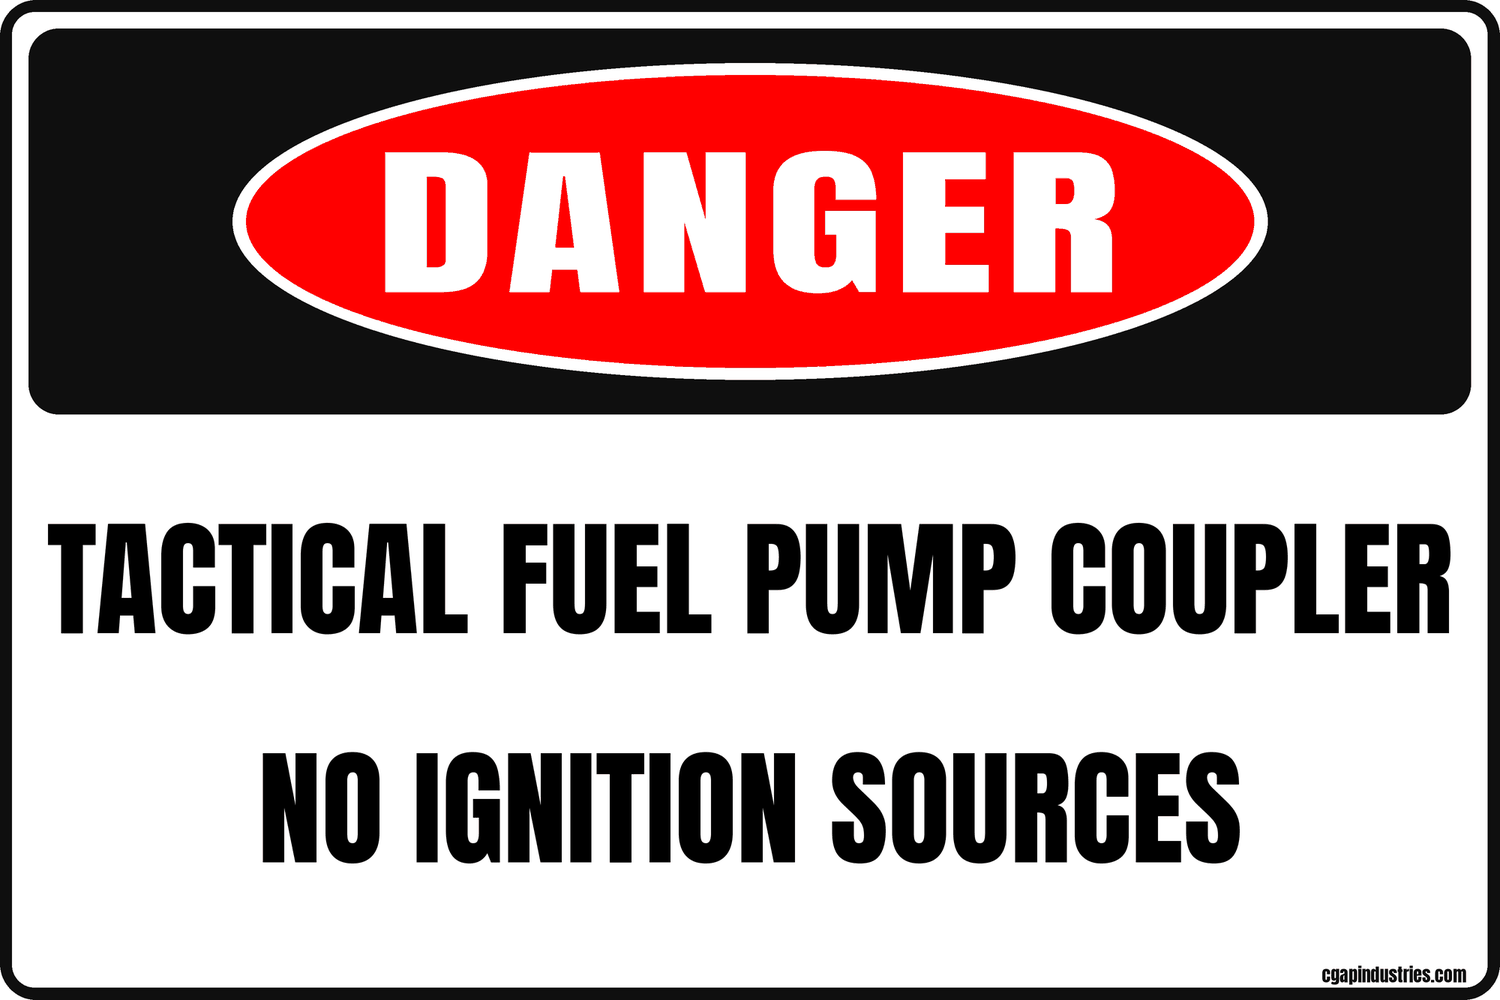 DANGER
TACTICAL FUEL PUMP COUPLER
NO IGNITION SOURCES
cgapindustries.com